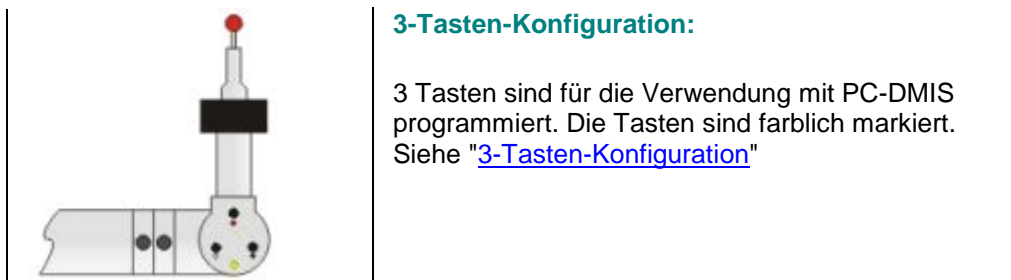 3-Tasten-Konfiguration:
3 Tasten sind für die Verwendung mit PC-DMIS
programmiert. Die Tasten sind farblich markiert.
Siehe "3-Tasten-Konfiguration"